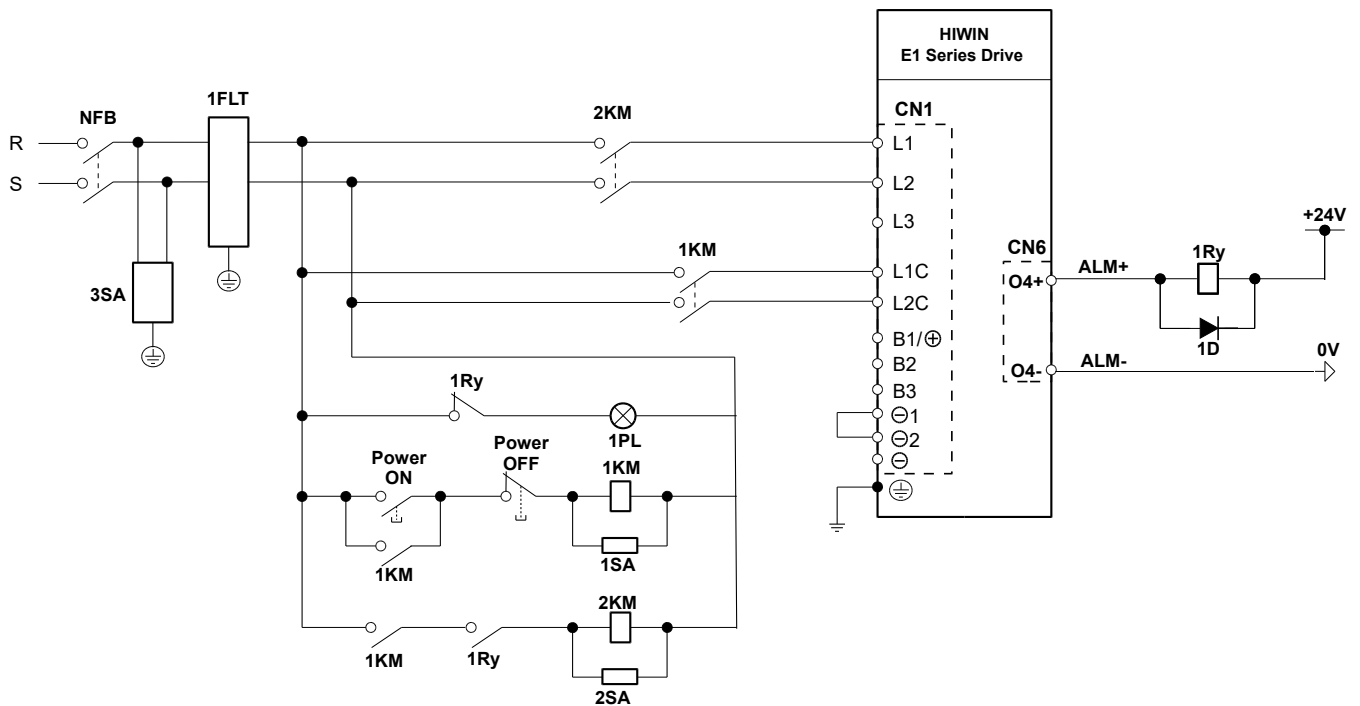 HIWIN
E1 Series Drive
1FLT
NFB
2KM
CN1
R
L1
S
L2
L3
+24V
1KM
CN6
1Ry
L1C
O4+
ALM+
3SA
L2C
B1/⊕
1D
0V
B2
O4-
ALM-
1Ry
B3
⊖1
1PL
⊖2
Power
OFF
Power
ON
1KM
⊖
1KM
1SA
2KM
1KM
1Ry
2SA